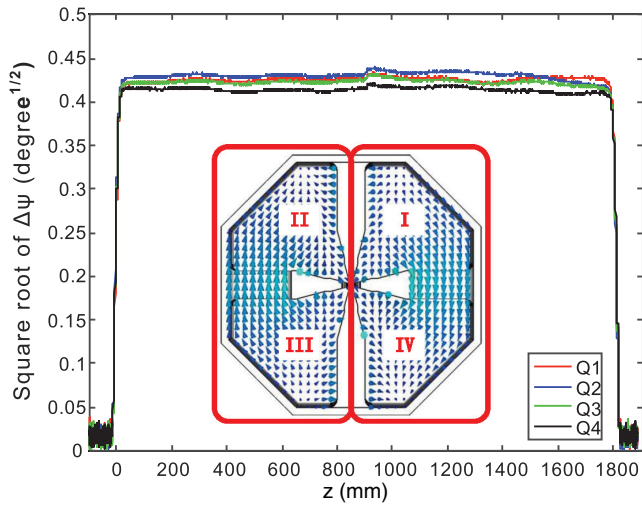 Square root of Δψ (degree e^1/2)
0.5
0.45
0.4
0.35
0.3
0.25
0.2
0.15
0.1
0.05
0
II
I
III
IV
Q1
Q2
Q3
Q4
0
200
400
600
800
1000
1200
1400
1600
1800
z (mm)